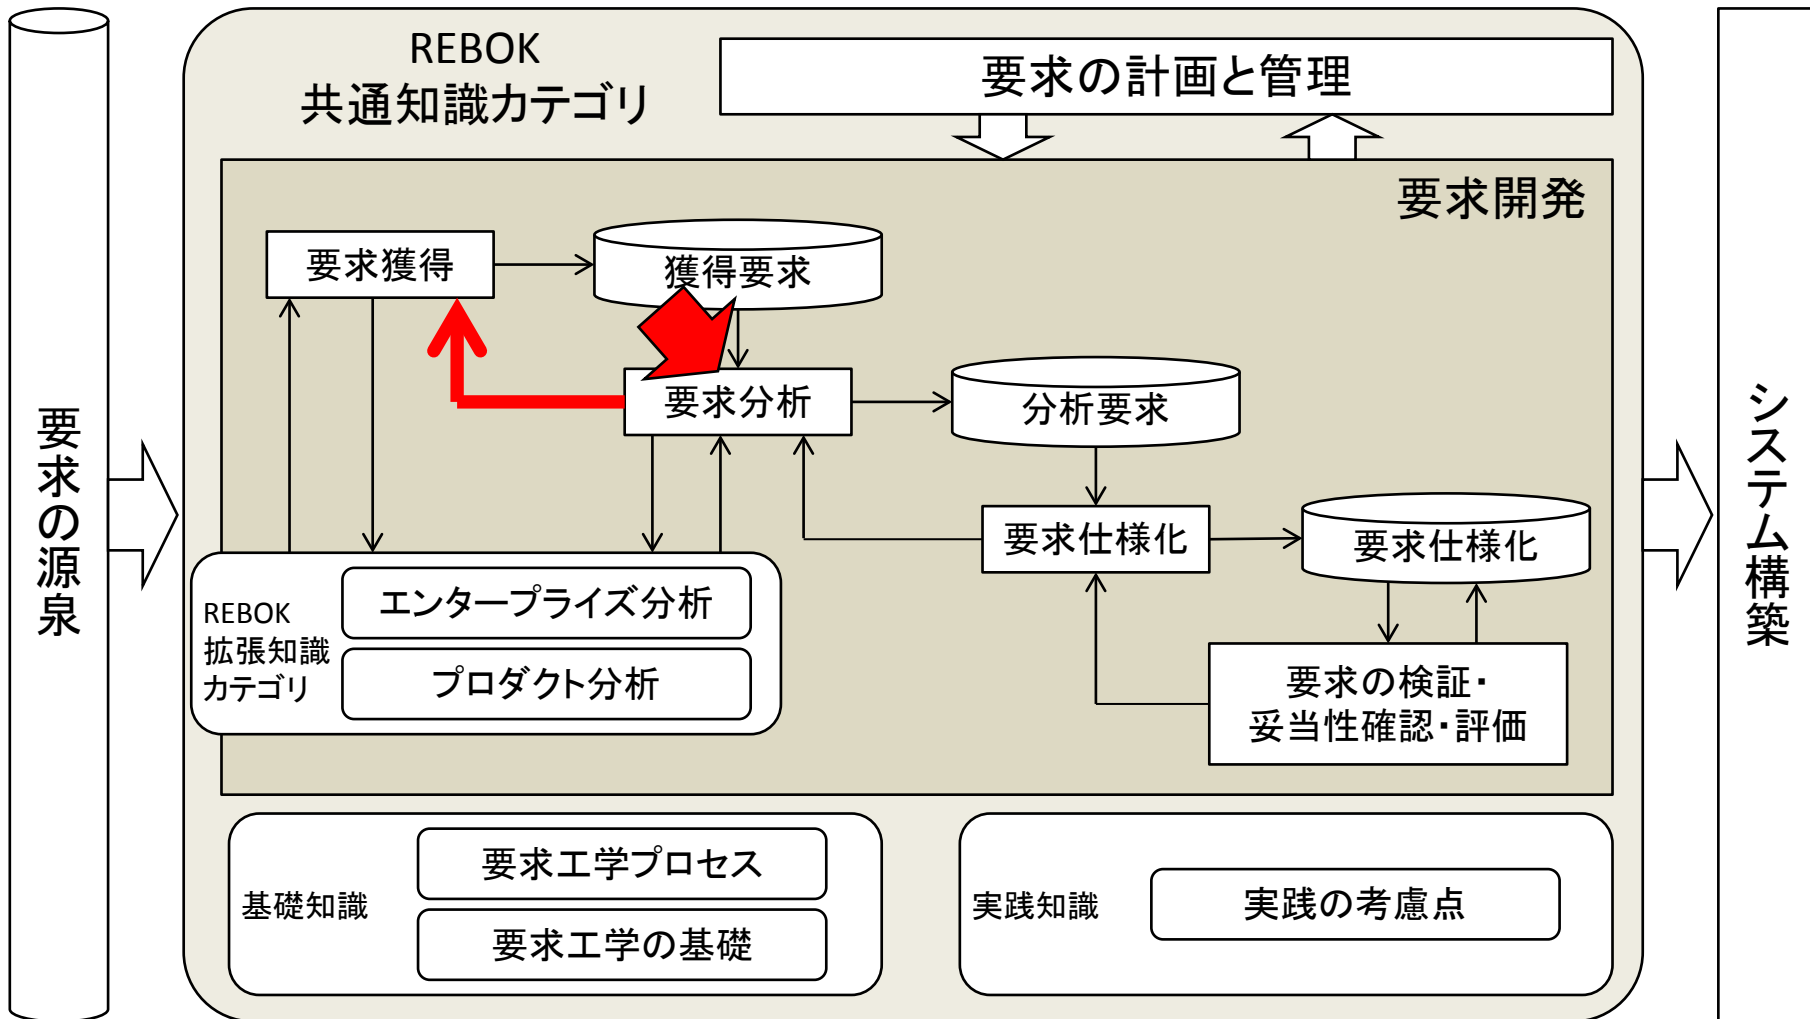 REBOK
共通知識カテゴリ
要求の計画と管理
要求開発
要求獲得
獲得要求
要求分析
分析要求
要求仕様化
要求仕様化
要求の検証・
妥当性確認・評価
REBOK
拡張知識
カテゴリ
エンタープライズ分析
プロダクト分析
要求の源泉
システム構築
基礎知識
要求工学プロセス
要求工学の基礎
実践知識
実践の考慮点